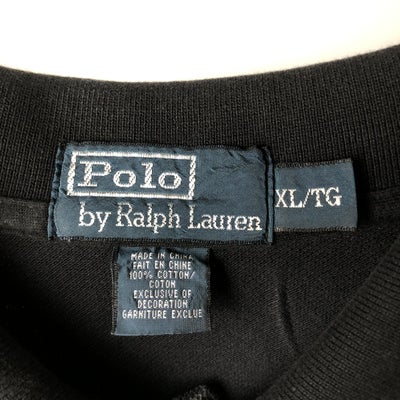 Polo
by Ralph Lauren
XL/TG
MADE IN CHINA
FAIT EN CHINE
100% COTTON/
COTON
EXCLUSIVE OF
DECORATION
GARNITURE EXCLUE